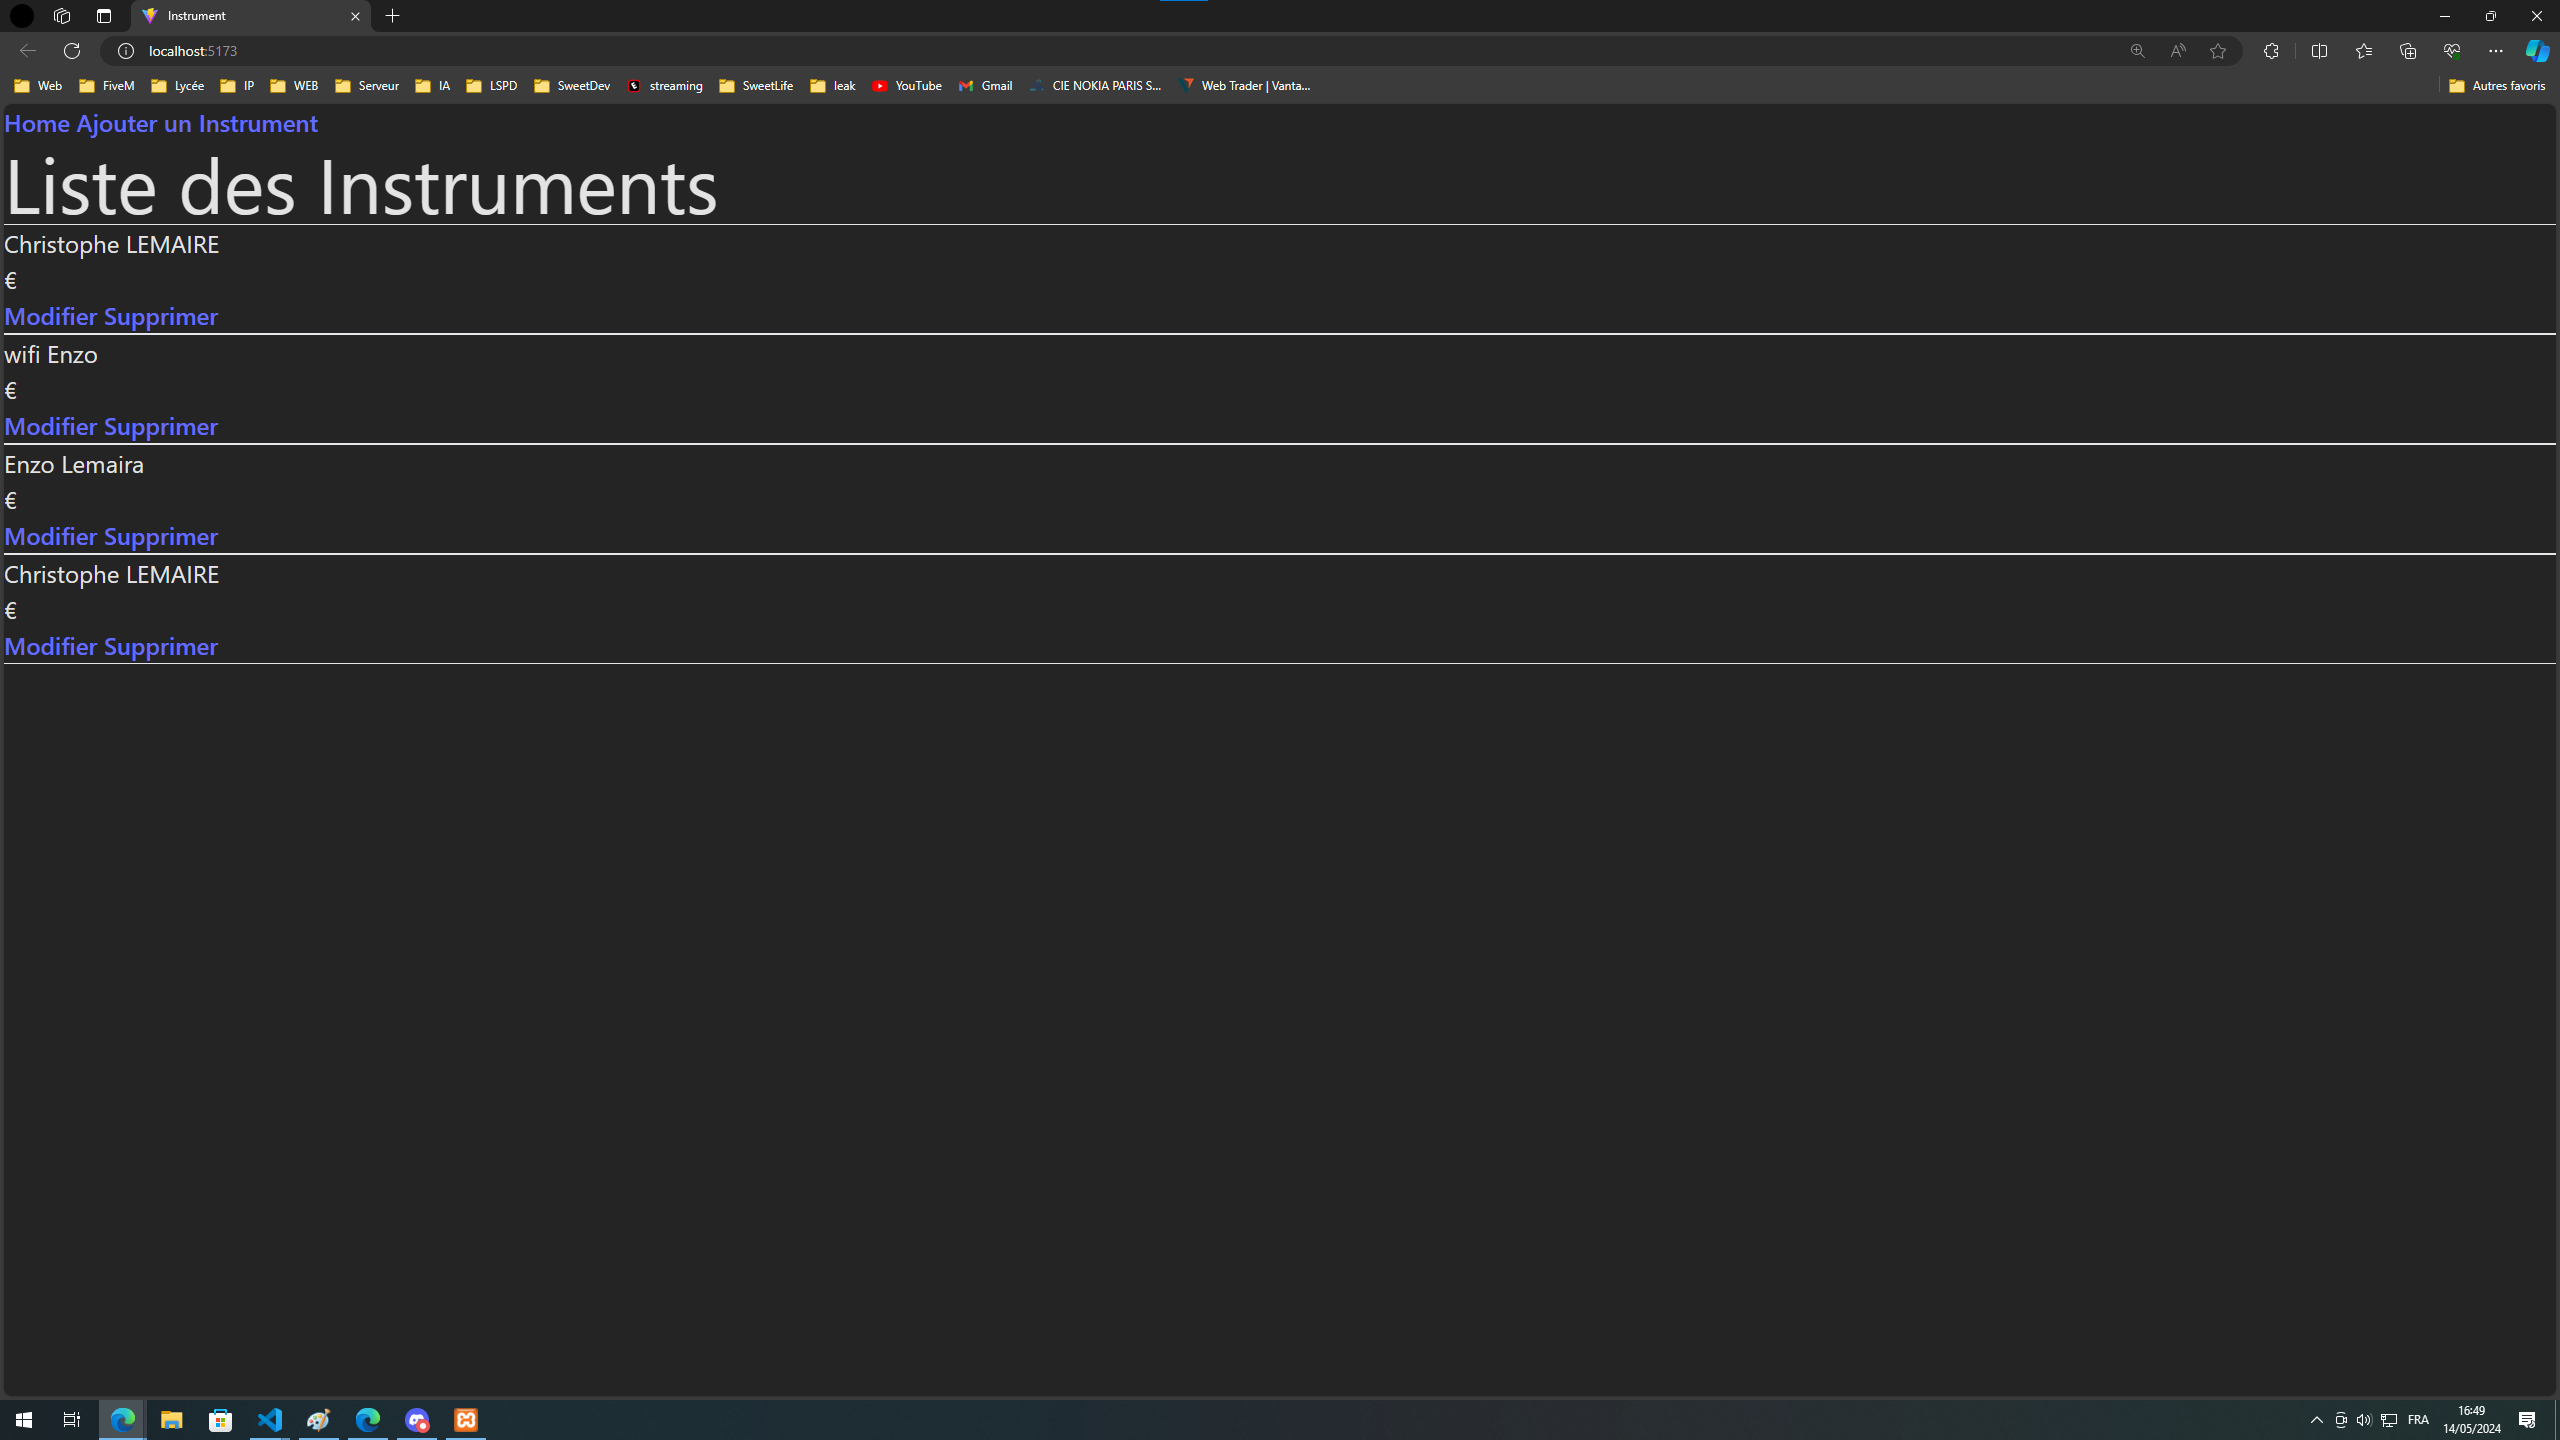 Instrument
localhost:5173
Web FiveM Lycée IP WEB Serveur IA LSPD SweetDev streaming SweetLife leak YouTube Gmail CIE NOKIA PARIS S... Web Trader | Vanta... Autres favoris
Home Ajouter un Instrument
Liste des Instruments
Christophe LEMAIRE
€
Modifier Supprimer
wifi Enzo
€
Modifier Supprimer
Enzo Lemaira
€
Modifier Supprimer
Christophe LEMAIRE
€
Modifier Supprimer
FRA
16:49
14/05/2024